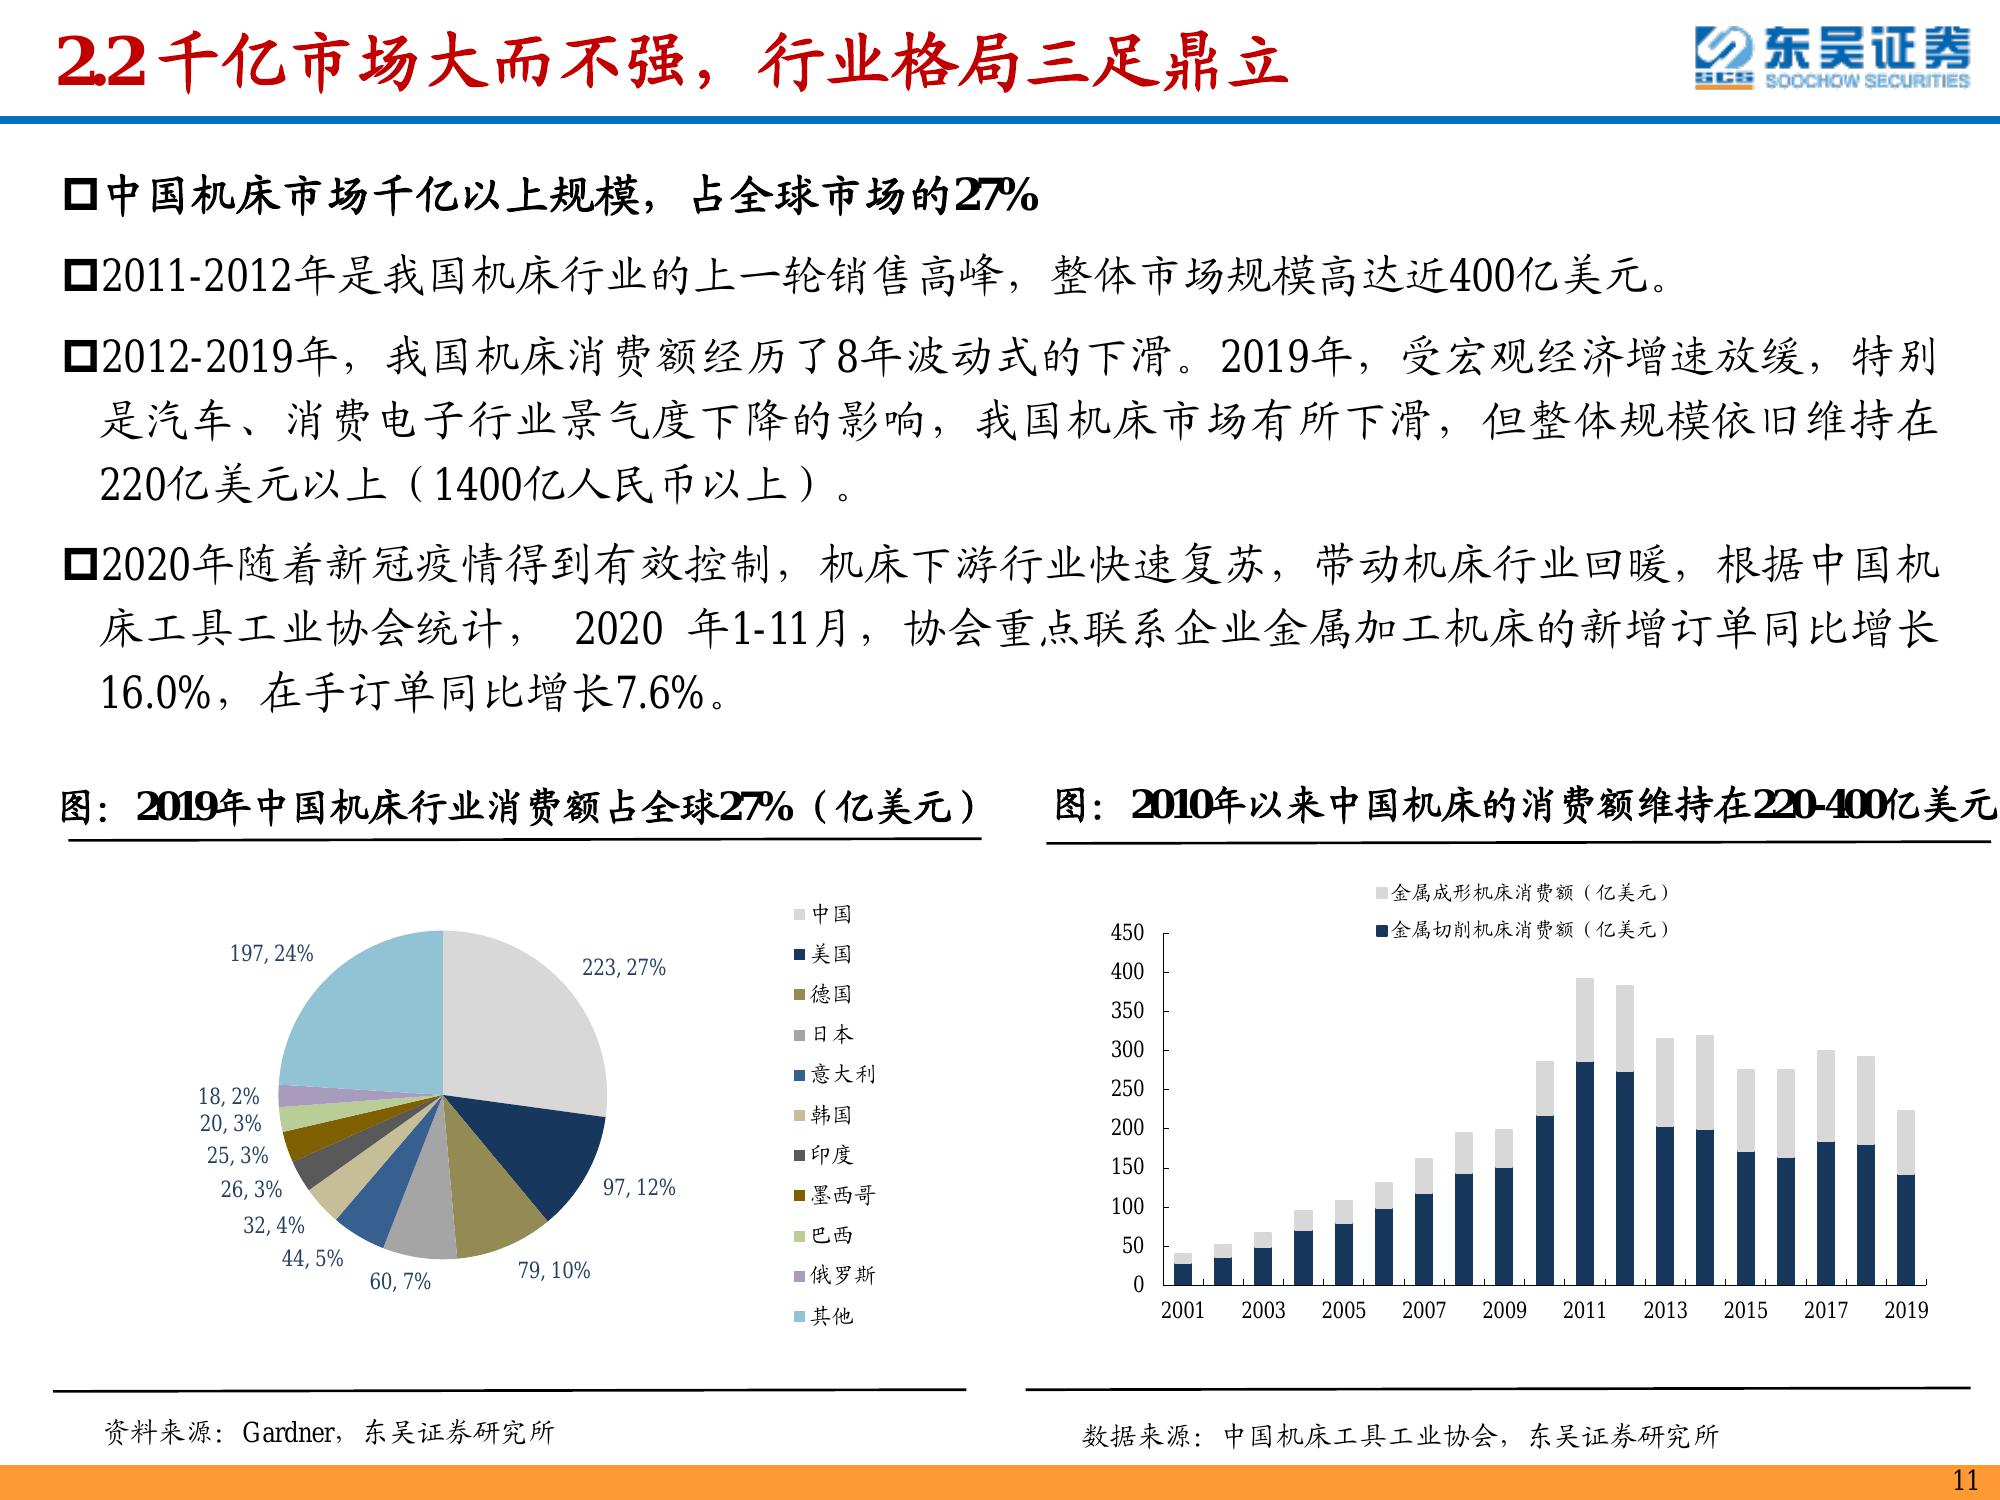 2.2千亿市场大而不强，行业格局三足鼎立
东吴证券
SCS SOOCHOW SECURITIES
中国机床市场千亿以上规模，占全球市场的27%
2011-2012年是我国机床行业的上一轮销售高峰，整体市场规模高达近400亿美元。
2012-2019年，我国机床消费额经历了8年波动式的下滑。2019年，受宏观经济增速放缓，特别
是汽车、消费电子行业景气度下降的影响，我国机床市场有所下滑，但整体规模依旧维持在
220亿美元以上（1400亿人民币以上）。
2020年随着新冠疫情得到有效控制，机床下游行业快速复苏，带动机床行业回暖，根据中国机
床工具工业协会统计， 2020 年1-11月，协会重点联系企业金属加工机床的新增订单同比增长
16.0%，在手订单同比增长7.6%。
图：2019年中国机床行业消费额占全球27%（亿美元）
197, 24%
223, 27%
18, 2%
20, 3%
25, 3%
26, 3%
32, 4%
44, 5%
60, 7%
79, 10%
97, 12%
中国
美国
德国
日本
意大利
韩国
印度
墨西哥
巴西
俄罗斯
其他
资料来源：Gardner，东吴证券研究所
图：2010年以来中国机床的消费额维持在220-400亿美元
金属成形机床消费额（亿美元）
金属切削机床消费额（亿美元）
450
400
350
300
250
200
150
100
50
0
2001 2003 2005 2007 2009 2011 2013 2015 2017 2019
数据来源：中国机床工具工业协会，东吴证券研究所
11